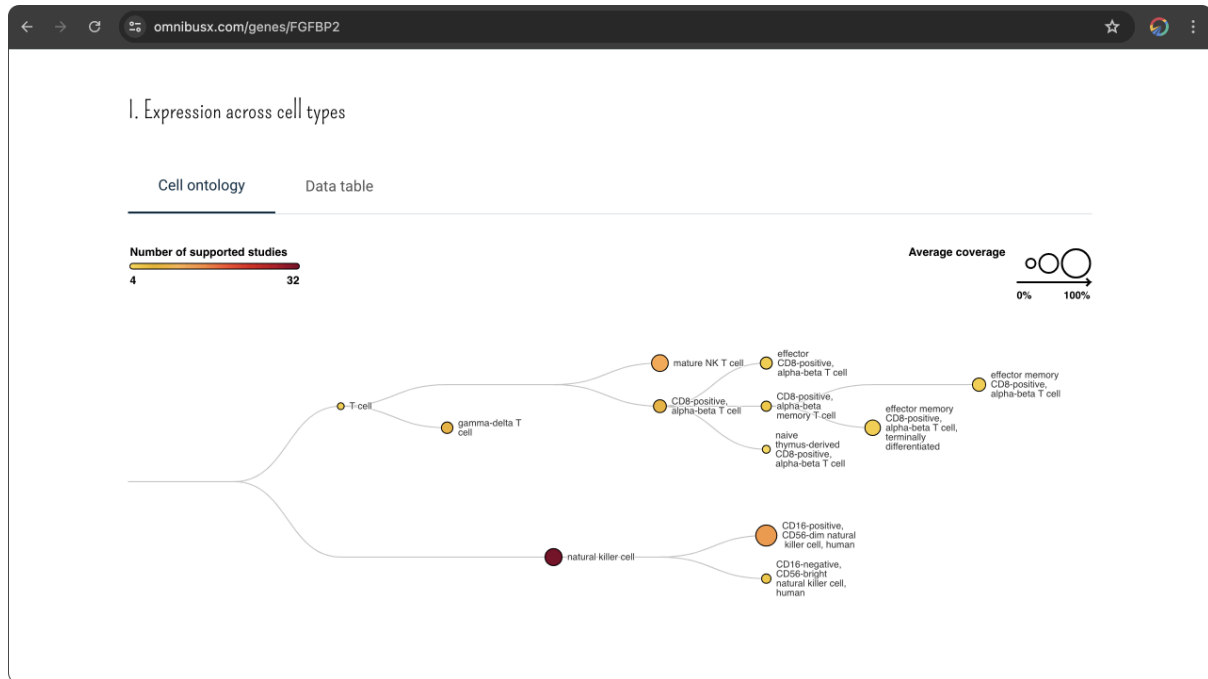 omnibusx.com/genes/FGFBP2
I. Expression across cell types
Cell ontology
Data table
Number of supported studies
4
32
Average coverage
0%
100%
mature NK T cell
effector
CD8-positive,
alpha-beta T cell
effector memory
CD8-positive,
alpha-beta T cell
T cell
CD8-positive,
alpha-beta T cell
CD8-positive,
alpha-beta
memory T cell
effector memory
CD8-positive,
alpha-beta T cell,
terminally
differentiated
gamma-delta T
cell
naive
thymus-derived
CD8-positive,
alpha-beta T cell
natural killer cell
CD16-positive,
CD56-dim natural
killer cell, human
CD16-negative,
CD56-bright
natural killer cell,
human